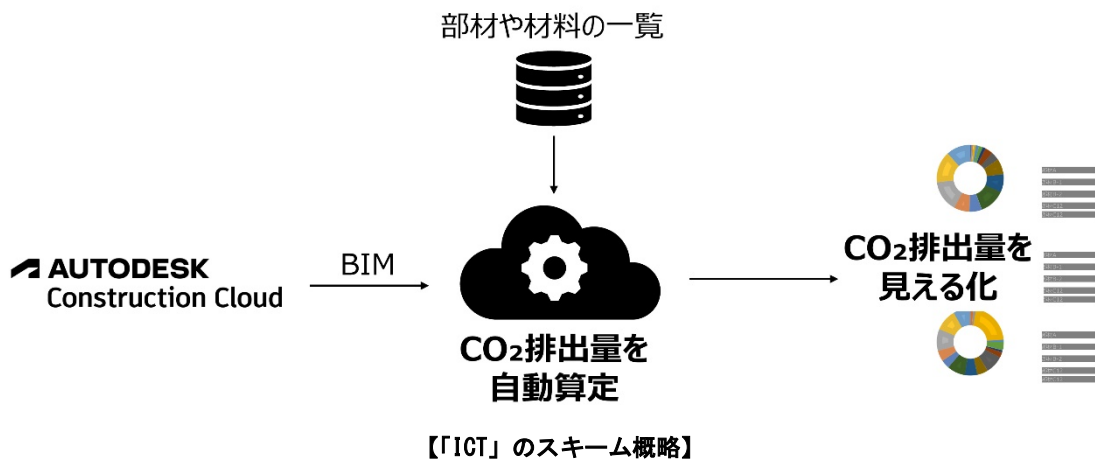 部材や材料の一覧
AUTODESK
Construction Cloud
BIM
CO₂排出量を
自動算定
CO₂排出量を
見える化
【「ICT」のスキーム概略】